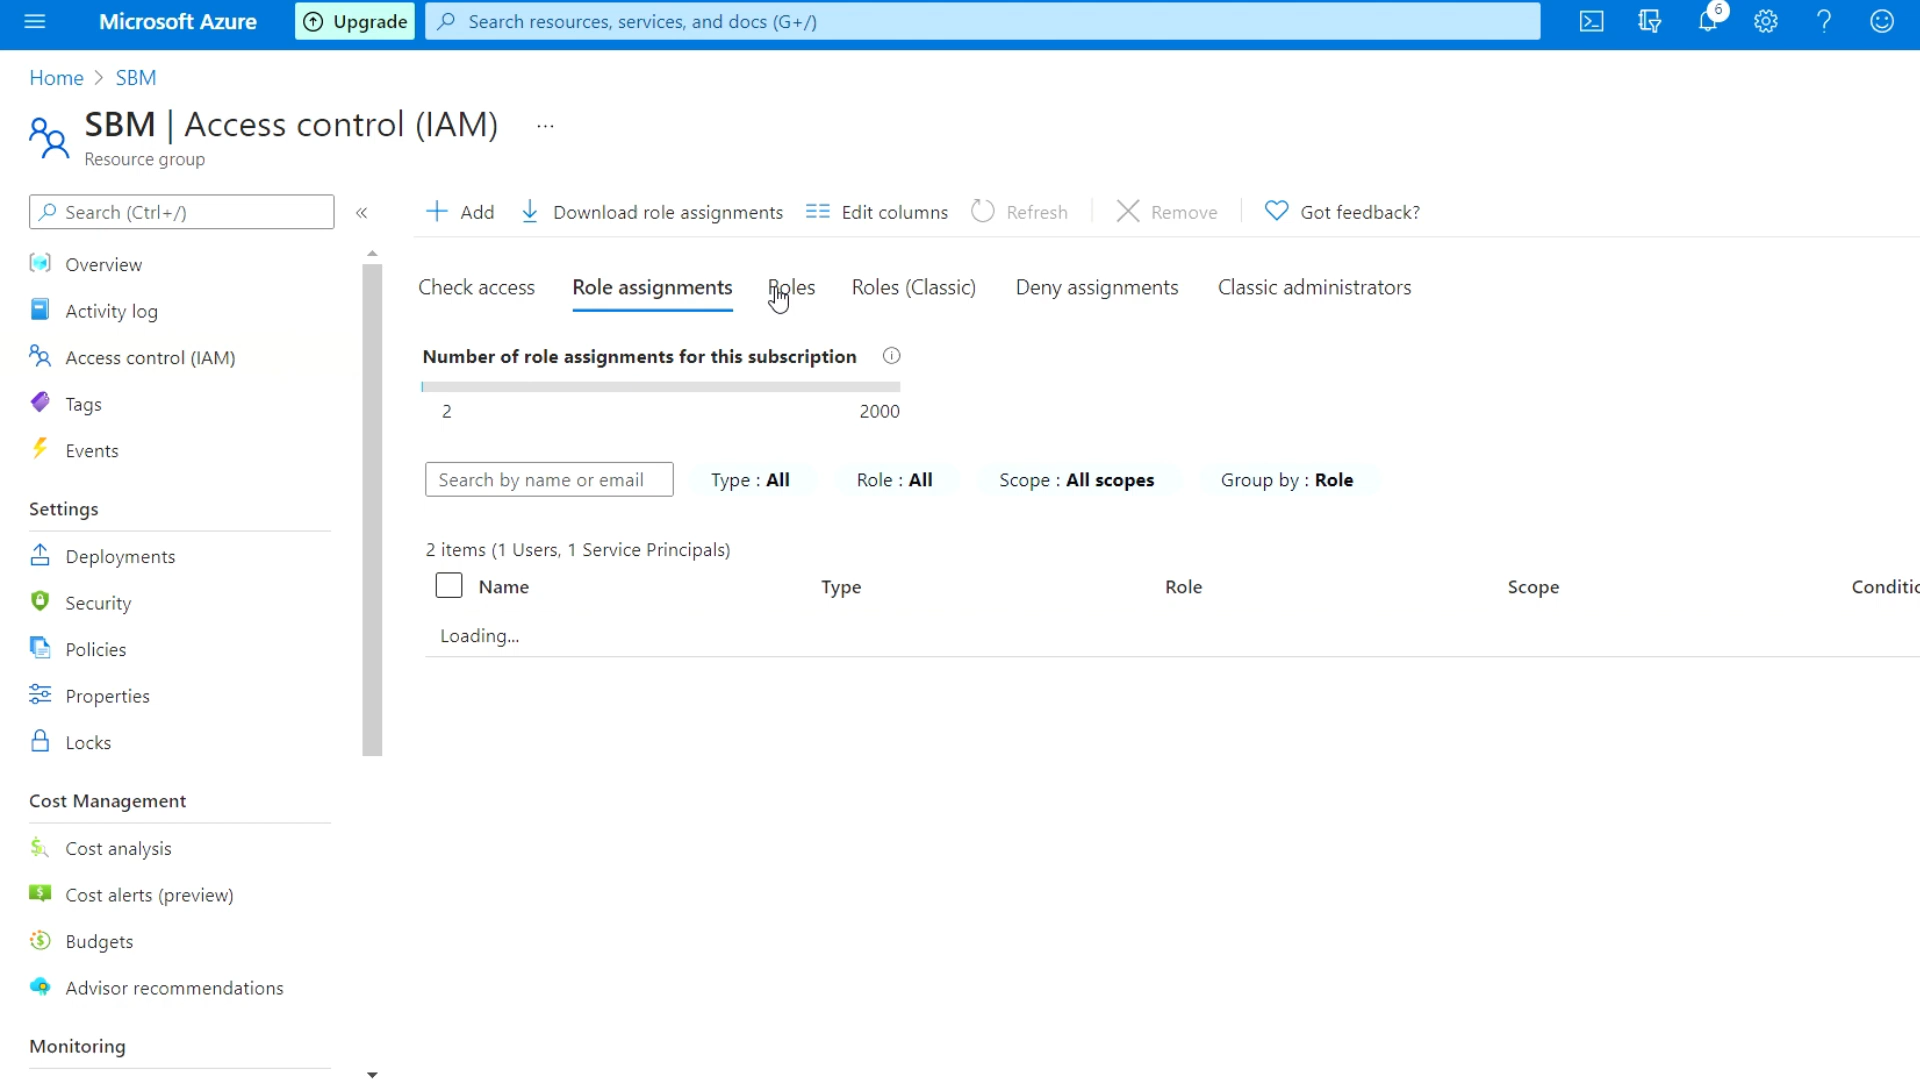 Microsoft Azure
Upgrade
Search resources, services, and docs (G+/)
6
Home > SBM
SBM | Access control (IAM) ...
Resource group
Search (Ctrl+/)
«
Add
Download role assignments
Edit columns
Refresh
Remove
Got feedback?
Overview
Activity log
Access control (IAM)
Tags
Events
Settings
Deployments
Security
Policies
Properties
Locks
Cost Management
Cost analysis
Cost alerts (preview)
Budgets
Advisor recommendations
Monitoring
Check access
Role assignments
Roles
Roles (Classic)
Deny assignments
Classic administrators
Number of role assignments for this subscription
2
2000
Search by name or email
Type : All
Role : All
Scope : All scopes
Group by : Role
2 items (1 Users, 1 Service Principals)
Name
Type
Role
Scope
Conditio
Loading...